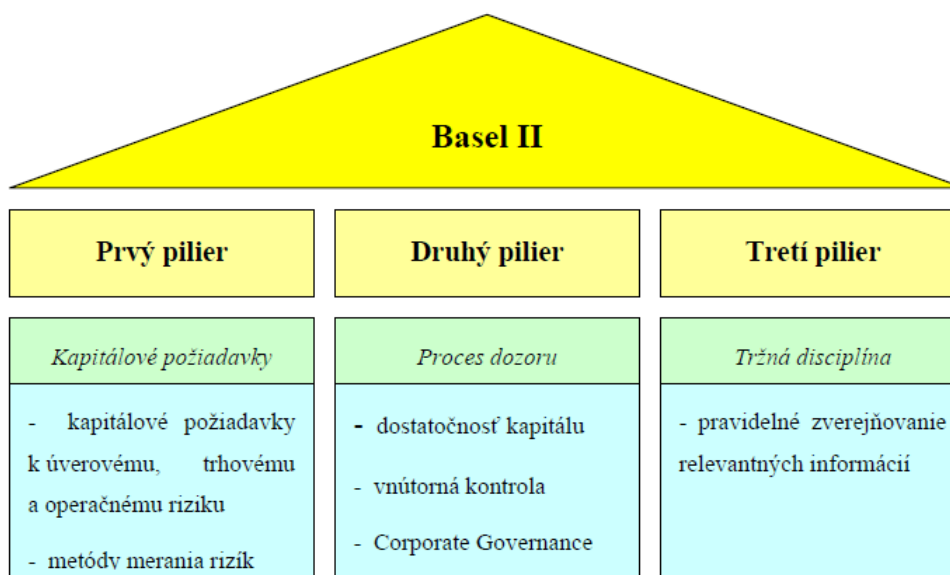 Basel II
Prvý pilier
Druhý pilier
Tretí pilier
Kapitálové požiadavky
- kapitálové požiadavky
k úverovému, trhovému
a operačnému riziku
- metódy merania rizík
Proces dozoru
- dostatočnosť kapitálu
- vnútorná kontrola
- Corporate Governance
Tržná disciplína
- pravidelné zverejňovanie
relevantných informácií